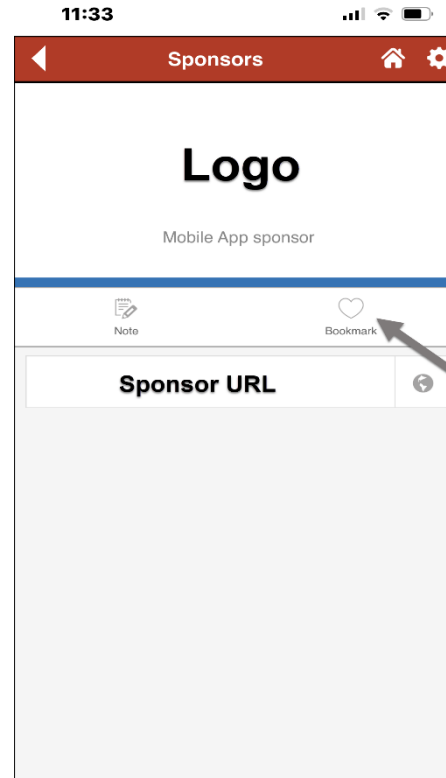 11:33
Sponsors
Logo
Mobile App sponsor
Note
Bookmark
Sponsor URL